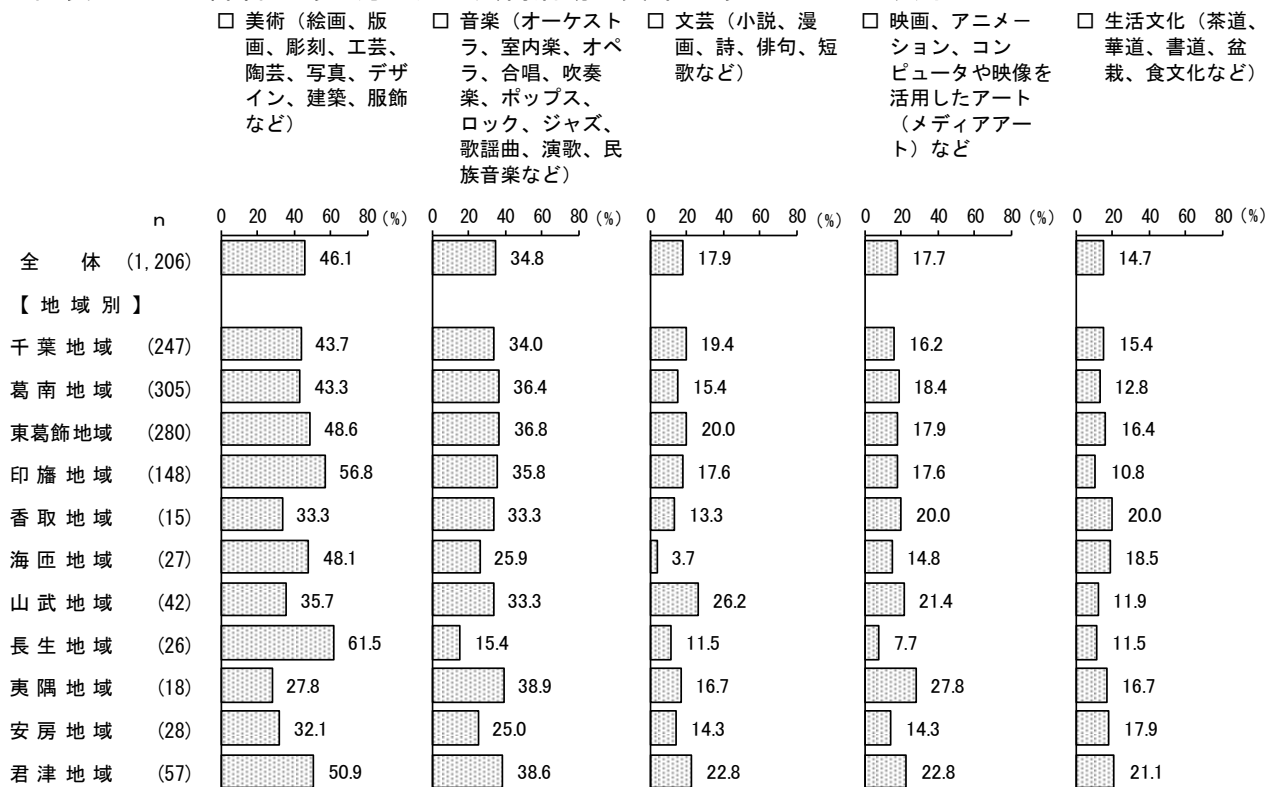 □ 美術（絵画、版
画、彫刻、工芸、
陶芸、写真、デザ
イン、建築、服飾
など）
□ 音楽（オーケスト
ラ、室内楽、オペ
ラ、合唱、吹奏
楽、ポップス、
ロック、ジャズ、
歌謡曲、演歌、民
族音楽など）
□ 文芸（小説、漫
画、詩、俳句、短
歌など）
□ 映画、アニメー
ション、コン
ピュータや映像を
活用したアート
（メディアアー
ト）など
□ 生活文化（茶道、
華道、書道、盆
栽、食文化など）
n 0 20 40 60 80 (%) 0 20 40 60 80 (%) 0 20 40 60 80 (%) 0 20 40 60 80 (%) 0 20 40 60 80 (%)
全 体 (1,206) 46.1 34.8 17.9 17.7 14.7
【地域別】
千葉地域 (247) 43.7 34.0 19.4 16.2 15.4
葛南地域 (305) 43.3 36.4 15.4 18.4 12.8
東葛飾地域 (280) 48.6 36.8 20.0 17.9 16.4
印旛地域 (148) 56.8 35.8 17.6 17.6 10.8
香取地域 (15) 33.3 33.3 13.3 20.0 20.0
海匝地域 (27) 48.1 25.9 3.7 14.8 18.5
山武地域 (42) 35.7 33.3 26.2 21.4 11.9
長生地域 (26) 61.5 15.4 11.5 7.7 11.5
夷隅地域 (18) 27.8 38.9 16.7 27.8 16.7
安房地域 (28) 32.1 25.0 14.3 14.3 17.9
君津地域 (57) 50.9 38.6 22.8 22.8 21.1